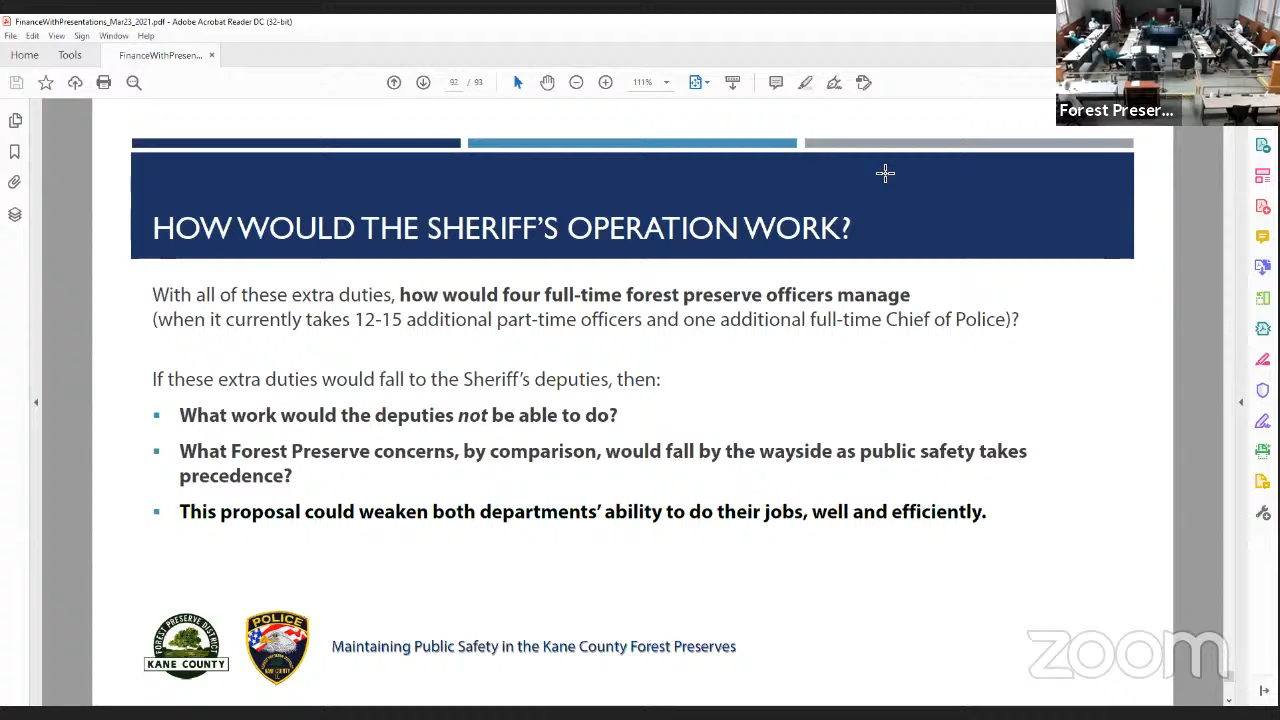 FinanceWithPresentations_Mar23_2021.pdf - Adobe Acrobat Reader DC (32-bit)
File Edit View Sign Window Help
Home Tools FinanceWithPresen... ×
92 / 93 111%
Forest Preser...
HOW WOULD THE SHERIFF'S OPERATION WORK?
With all of these extra duties, how would four full-time forest preserve officers manage
(when it currently takes 12-15 additional part-time officers and one additional full-time Chief of Police)?
If these extra duties would fall to the Sheriff's deputies, then:
What work would the deputies not be able to do?
What Forest Preserve concerns, by comparison, would fall by the wayside as public safety takes
precedence?
This proposal could weaken both departments' ability to do their jobs, well and efficiently.
FOREST PRESERVE DISTRICT
KANE COUNTY
POLICE
KANE COUNTY
Maintaining Public Safety in the Kane County Forest Preserves
zoom